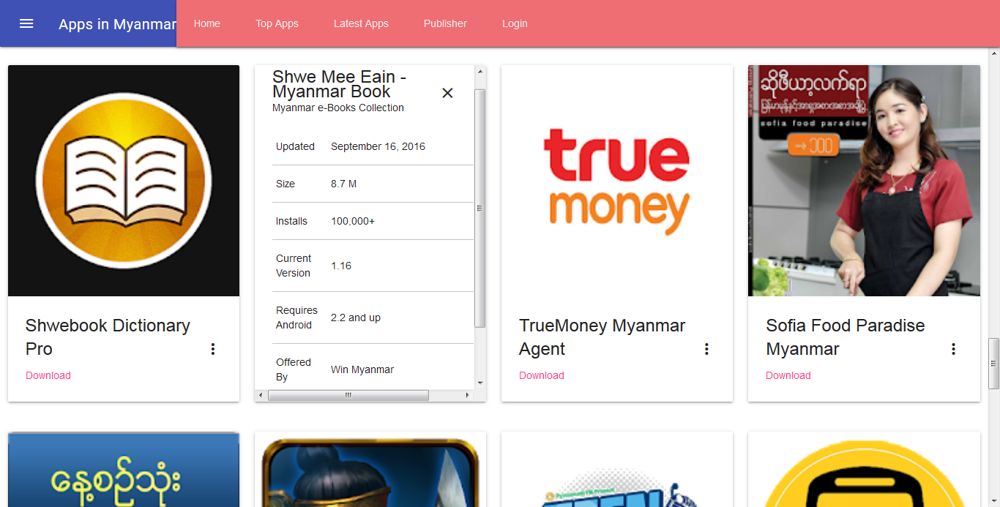 Apps in Myanmar
Home
Top Apps
Latest Apps
Publisher
Login
Shwebook Dictionary
Pro
Download
Shwe Mee Eain -
Myanmar Book
Myanmar e-Books Collection
Updated September 16, 2016
Size 8.7 M
Installs 100,000+
Current
Version
1.16
Requires
Android
2.2 and up
Offered
By
Win Myanmar
true
money
TrueMoney Myanmar
Agent
Download
ဆိုဖီယာ့လက်ရာ
sofia food paradise
Sofia Food Paradise
Myanmar
Download
နေ့စဉ်သုံး